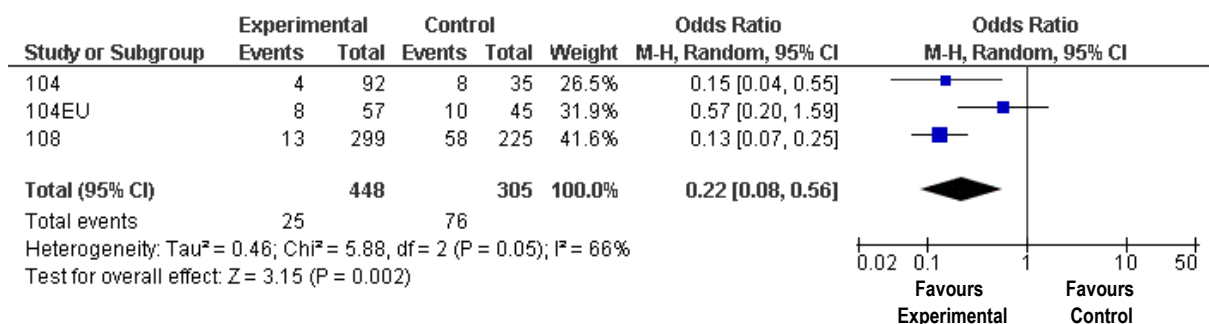 Experimental Control Odds Ratio Odds Ratio
Study or Subgroup Events Total Events Total Weight M-H, Random, 95% CI M-H, Random, 95% CI
104 4 92 8 35 26.5% 0.15 [0.04, 0.55]
104EU 8 57 10 45 31.9% 0.57 [0.20, 1.59]
108 13 299 58 225 41.6% 0.13 [0.07, 0.25]
Total (95% CI) 448 305 100.0% 0.22 [0.08, 0.56]
Total events 25 76
Heterogeneity: Tau² = 0.46; Chi² = 5.88, df = 2 (P = 0.05); I² = 66%
Test for overall effect: Z = 3.15 (P = 0.002)
0.02 0.1 1 10 50
Favours Favours
Experimental Control